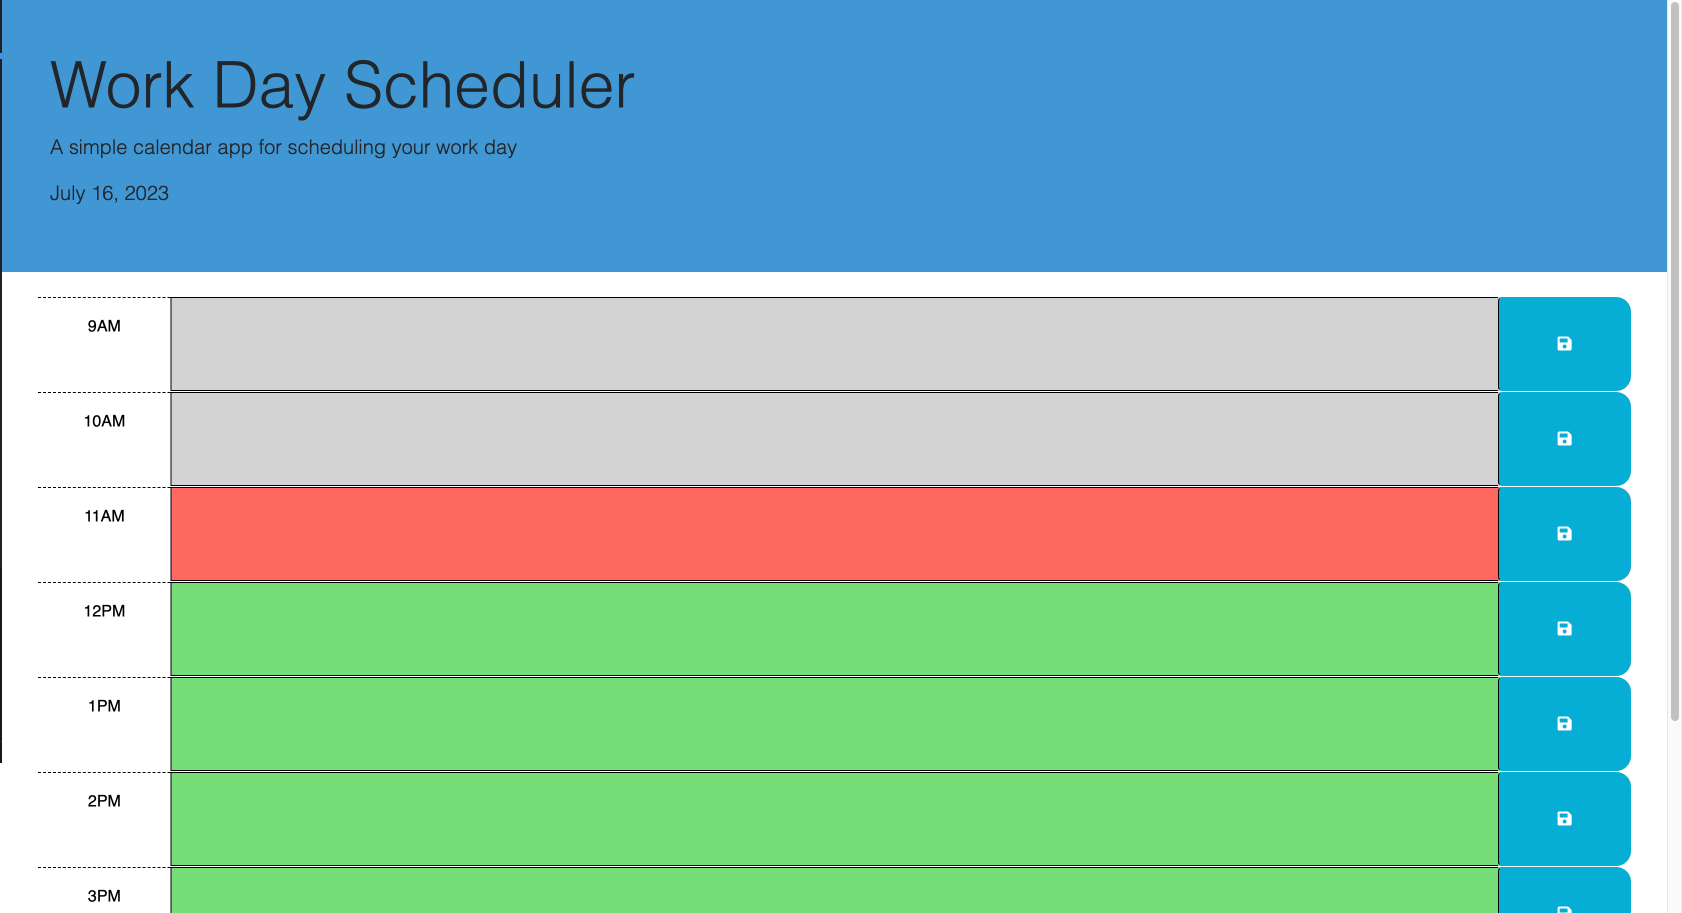 Work Day Scheduler
A simple calendar app for scheduling your work day
July 16, 2023
9AM
10AM
11AM
12PM
1PM
2PM
3PM